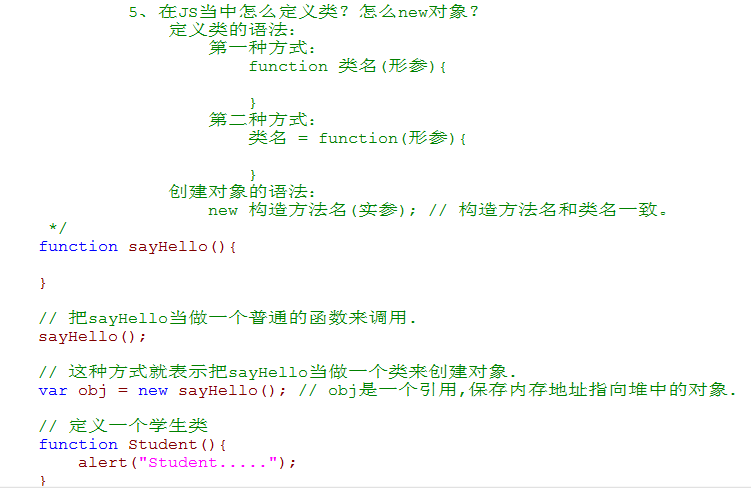 5、在JS当中怎么定义类？怎么new对象？
定义类的语法：
第一种方式：
function 类名(形参){
}
第二种方式：
类名 = function(形参){
}
创建对象的语法：
new 构造方法名(实参); // 构造方法名和类名一致。
*/
function sayHello(){
}
// 把sayHello当做一个普通的函数来调用.
sayHello();
// 这种方式就表示把sayHello当做一个类来创建对象.
var obj = new sayHello(); // obj是一个引用,保存内存地址指向堆中的对象.
// 定义一个学生类
function Student(){
alert("Student.....");
}